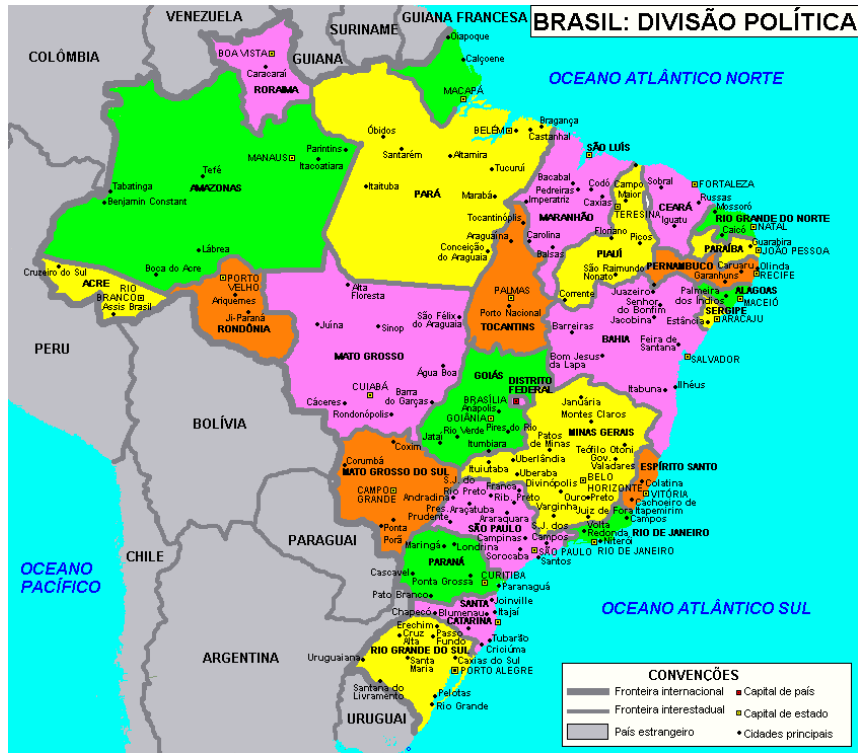 BRASIL: DIVISÃO POLÍTICA
VENEZUELA
SURINAME
GUIANA FRANCESA
COLÔMBIA
GUIANA
OCEANO ATLÂNTICO NORTE
BOA VISTA
Caracaraí
RORAIMA
Oiapoque
Calçoene
MACAPÁ
Óbidos
BELÉM
Bragança
Castanhal
SÃO LUÍS
Parintins
MANAUS
Itacoatiara
Santarém
Altamira
Tucuruí
Tefé
Tabatinga
AMAZONAS
Benjamin Constant
Itaituba
PARÁ
Marabá
Bacabal
Codó
Pedreiras
Imperatriz
Caxias
MARANHÃO
Campo
Maior
TERESINA
Sobral
FORTALEZA
CEARÁ
Russas
Mossoró
RIO GRANDE DO NORTE
Iguatu
Caicó
NATAL
Tocantinópolis
Araguaína
Carolina
Balsas
Floriano
Picos
PIAUÍ
PARAÍBA
Guarabira
JOÃO PESSOA
Lábrea
Conceição
do Araguaia
São Raimundo
Nonato
PERNAMBUCO
Caruaru
Olinda
RECIFE
Garanhuns
Cruzeiro do Sul
Boca do Acre
ACRE
RIO
BRANCO
Assis Brasil
PORTO
VELHO
Ariquemes
Ji-Paraná
RONDÔNIA
Alta
Floresta
PALMAS
Porto Nacional
TOCANTINS
Corrente
Juazeiro
Senhor
do Bonfim
Jacobina
Palmeira
dos Índios
ALAGOAS
MACEIÓ
SERGIPE
Estância
ARACAJU
PERU
Juína
Sinop
São Félix
do Araguaia
MATO GROSSO
Barreiras
BAHIA
Feira de
Santana
Bom Jesus
da Lapa
SALVADOR
Água Boa
GOIÁS
DISTRITO
FEDERAL
CUIABÁ
Barra
do Garças
Cáceres
Rondonópolis
BRASÍLIA
Anápolis
GOIÂNIA
Itabuna
Ilhéus
Januária
Montes Claros
BOLÍVIA
Rio Verde
Pires do Rio
Jataí
Itumbiara
MINAS GERAIS
Patos
de Minas
Teófilo Otoni
Gov.
Valadares
Coxim
Corumbá
MATO GROSSO DO SUL
CAMPO
GRANDE
Ituiutaba
Uberlândia
Uberaba
ESPÍRITO SANTO
Colatina
VITÓRIA
Divinópolis
BELO
HORIZONTE
Cachoeiro de
Itapemirim
S.J. do
Rio Preto
Franca
Rib. Preto
Ouro Preto
Andradina
Pres.
Prudente
Araçatuba
Varginha
Juiz de Fora
Campos
Ponta
Porã
Araraquara
SÃO PAULO
S.J. dos
Campos
Volta
Redonda
RIO DE JANEIRO
Niterói
RIO DE JANEIRO
Campinas
Sorocaba
SÃO PAULO
Santos
PARAGUAI
CHILE
OCEANO
PACÍFICO
PARANÁ
Maringá
Londrina
Cascavel
Ponta Grossa
CURITIBA
Paranaguá
Pato Branco
SANTA
CATARINA
Joinville
Chapecó
Blumenau
Itajaí
OCEANO ATLÂNTICO SUL
Erechim
Cruz
Alta
Passo
Fundo
Tubarão
Criciúma
RIO GRANDE DO SUL
ARGENTINA
Uruguaiana
Santa
Maria
Caxias do Sul
PORTO ALEGRE
Santana do
Livramento
Pelotas
Rio Grande
URUGUAI
CONVENÇÕES
Fronteira internacional
Capital de país
Fronteira interestadual
Capital de estado
País estrangeiro
Cidades principais